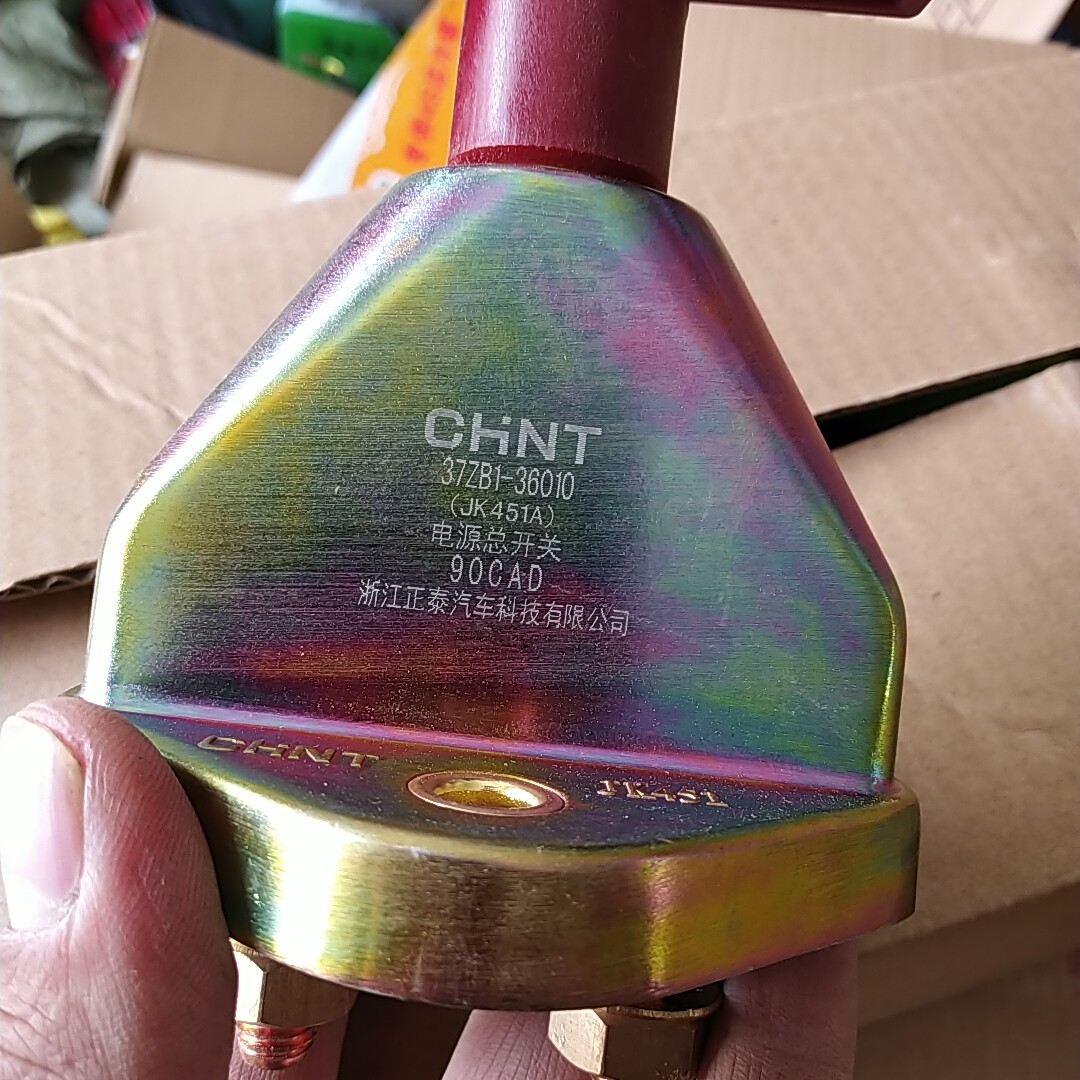 CHNT
37ZB1-36010
(JK451A)
电源总开关
90CAD
浙江正泰汽车科技有限公司
CHNT
JK451